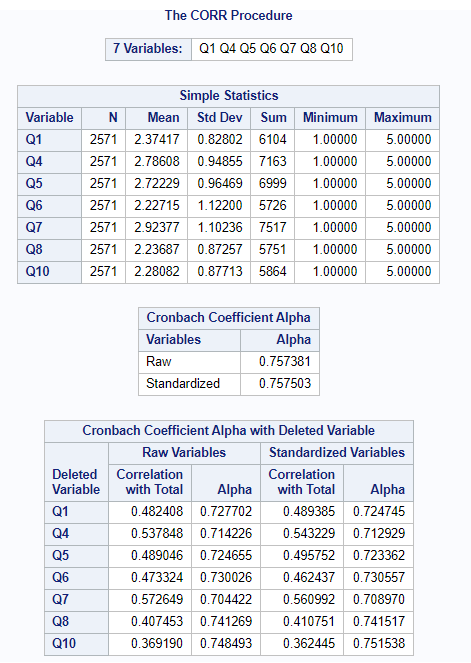 The CORR Procedure
7 Variables: Q1 Q4 Q5 Q6 Q7 Q8 Q10
Simple Statistics
Variable N Mean Std Dev Sum Minimum Maximum
Q1 2571 2.37417 0.82802 6104 1.00000 5.00000
Q4 2571 2.78608 0.94855 7163 1.00000 5.00000
Q5 2571 2.72229 0.96469 6999 1.00000 5.00000
Q6 2571 2.22715 1.12200 5726 1.00000 5.00000
Q7 2571 2.92377 1.10236 7517 1.00000 5.00000
Q8 2571 2.23687 0.87257 5751 1.00000 5.00000
Q10 2571 2.28082 0.87713 5864 1.00000 5.00000
Cronbach Coefficient Alpha
Variables Alpha
Raw 0.757381
Standardized 0.757503
Cronbach Coefficient Alpha with Deleted Variable
Raw Variables Standardized Variables
Deleted Correlation Correlation
Variable with Total Alpha with Total Alpha
Q1 0.482408 0.727702 0.489385 0.724745
Q4 0.537848 0.714226 0.543229 0.712929
Q5 0.489046 0.724655 0.495752 0.723362
Q6 0.473324 0.730026 0.462437 0.730557
Q7 0.572649 0.704422 0.560992 0.708970
Q8 0.407453 0.741269 0.410751 0.741517
Q10 0.369190 0.748493 0.362445 0.751538